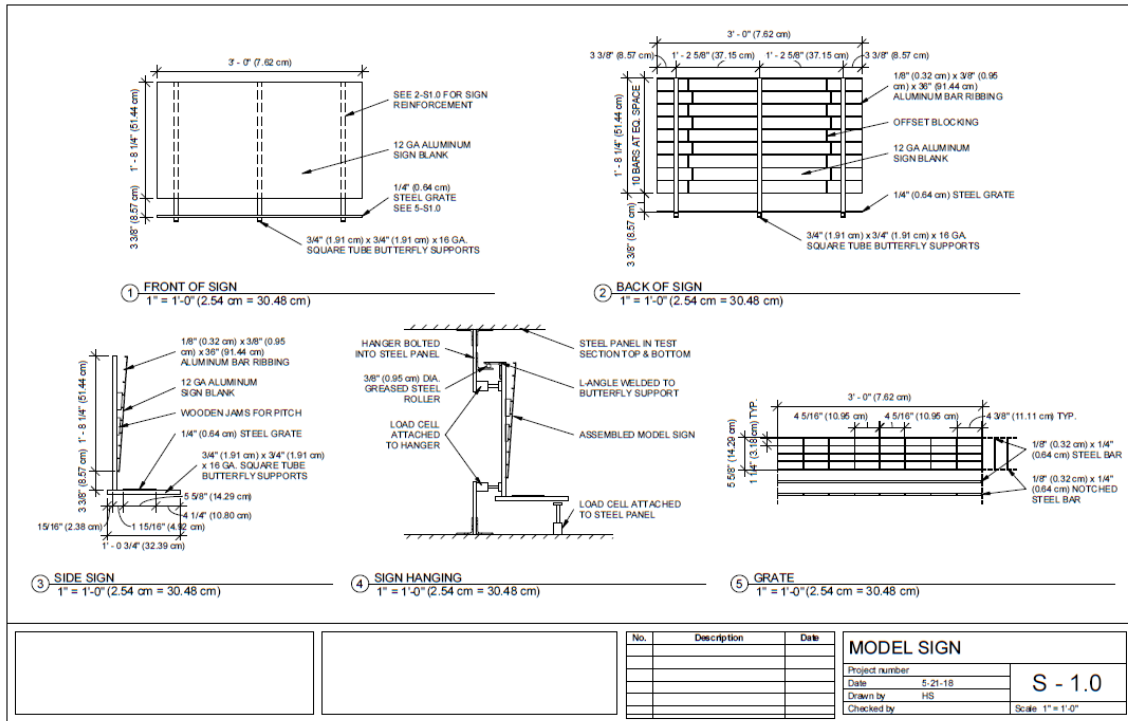 3' - 0" (7.62 cm)
1' - 8 1/4" (51.44 cm)
3 3/8" (8.57 cm)
SEE 2-S1.0 FOR SIGN
REINFORCEMENT
12 GA ALUMINUM
SIGN BLANK
1/4" (0.64 cm)
STEEL GRATE
SEE 5-S1.0
3/4" (1.91 cm) x 3/4" (1.91 cm) x 16 GA.
SQUARE TUBE BUTTERFLY SUPPORTS
1 FRONT OF SIGN
1" = 1'-0" (2.54 cm = 30.48 cm)
3' - 0" (7.62 cm)
3 3/8" (8.57 cm) 1' - 2 5/8" (37.15 cm) 1' - 2 5/8" (37.15 cm) 3 3/8" (8.57 cm)
1' - 8 1/4" (51.44 cm)
10 BARS AT EQ. SPACE
3 3/8" (8.57 cm)
1/8" (0.32 cm) x 3/8" (0.95
cm) x 36" (91.44 cm)
ALUMINUM BAR RIBBING
OFFSET BLOCKING
12 GA ALUMINUM
SIGN BLANK
1/4" (0.64 cm) STEEL GRATE
3/4" (1.91 cm) x 3/4" (1.91 cm) x 16 GA.
SQUARE TUBE BUTTERFLY SUPPORTS
2 BACK OF SIGN
1" = 1'-0" (2.54 cm = 30.48 cm)
1/8" (0.32 cm) x 3/8" (0.95
cm) x 36" (91.44 cm)
ALUMINUM BAR RIBBING
12 GA ALUMINUM
SIGN BLANK
WOODEN JAMS FOR PITCH
1/4" (0.64 cm) STEEL GRATE
3/4" (1.91 cm) x 3/4" (1.91 cm)
x 16 GA. SQUARE TUBE
BUTTERFLY SUPPORTS
1' - 8 1/4" (51.44 cm)
3 3/8" (8.57 cm)
5 5/8" (14.29 cm)
4 1/4" (10.80 cm)
15/16" (2.38 cm) 1 15/16" (4.92 cm)
1' - 0 3/4" (32.39 cm)
3 SIDE SIGN
1" = 1'-0" (2.54 cm = 30.48 cm)
HANGER BOLTED
INTO STEEL PANEL
3/8" (0.95 cm) DIA.
GREASED STEEL
ROLLER
LOAD CELL
ATTACHED
TO HANGER
STEEL PANEL IN TEST
SECTION TOP & BOTTOM
L-ANGLE WELDED TO
BUTTERFLY SUPPORT
ASSEMBLED MODEL SIGN
LOAD CELL ATTACHED
TO STEEL PANEL
4 SIGN HANGING
1" = 1'-0" (2.54 cm = 30.48 cm)
3' - 0" (7.62 cm)
4 5/16" (10.95 cm) 4 5/16" (10.95 cm) 4 3/8" (11.11 cm) TYP.
5 5/8" (14.29 cm)
1 1/4" (3.18 cm) TYP.
1/8" (0.32 cm) x 1/4"
(0.64 cm) STEEL BAR
1/8" (0.32 cm) x 1/4"
(0.64 cm) NOTCHED
STEEL BAR
5 GRATE
1" = 1'-0" (2.54 cm = 30.48 cm)
No. Description Date
MODEL SIGN
Project number
Date 5-21-18
Drawn by HS
Checked by
S - 1.0
Scale 1" = 1'-0"